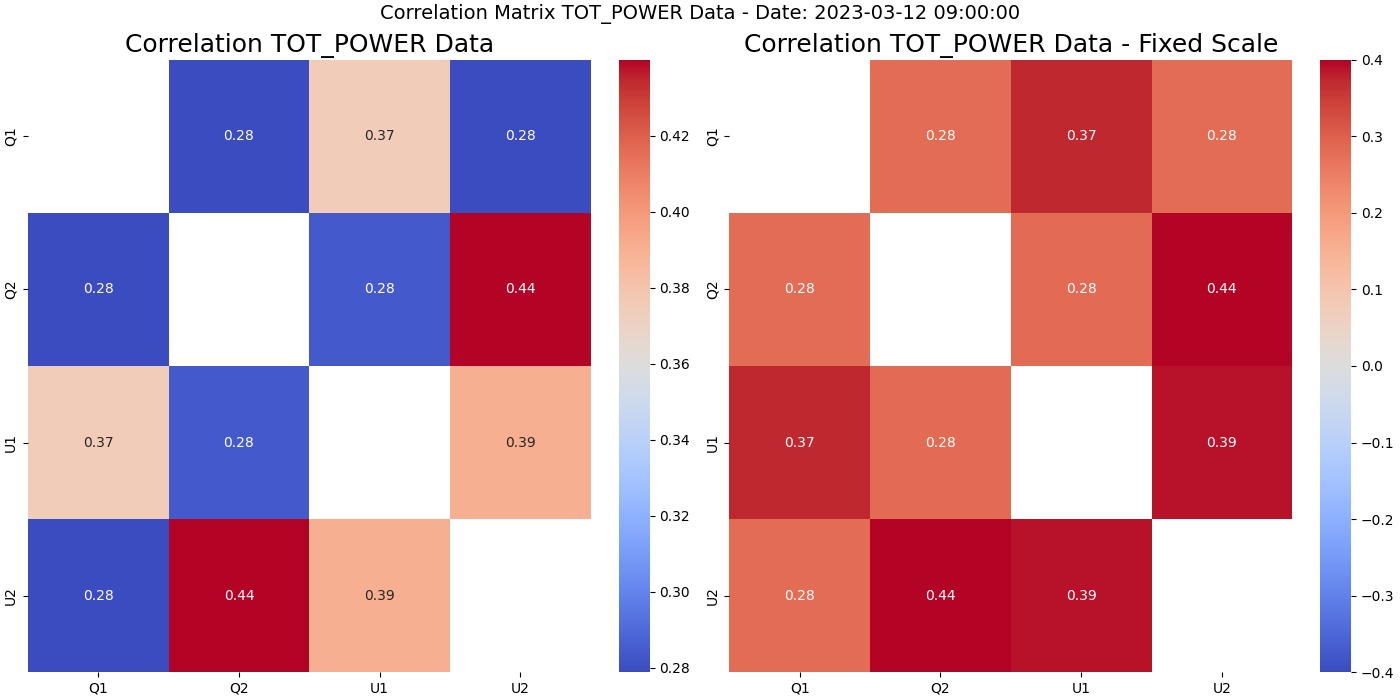 Correlation Matrix TOT_POWER Data - Date: 2023-03-12 09:00:00
Correlation TOT_POWER Data
Q1
0.28
0.37
0.28
Q2
0.28
0.28
0.44
U1
0.37
0.28
0.39
U2
0.28
0.44
0.39
Q1
Q2
U1
U2
0.42
0.40
0.38
0.36
0.34
0.32
0.30
0.28
Correlation TOT_POWER Data - Fixed Scale
Q1
0.28
0.37
0.28
Q2
0.28
0.28
0.44
U1
0.37
0.28
0.39
U2
0.28
0.44
0.39
Q1
Q2
U1
U2
0.4
0.3
0.2
0.1
0.0
−0.1
−0.2
−0.3
−0.4